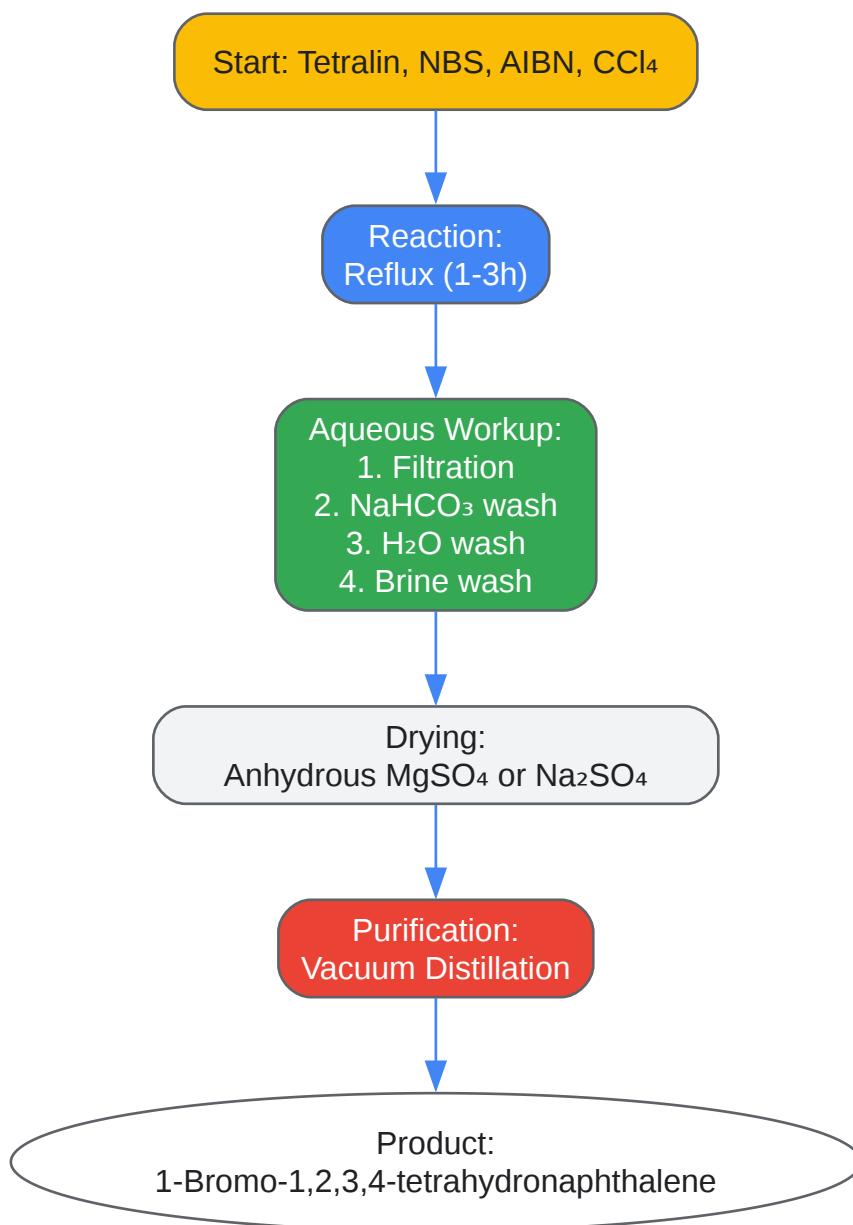 Start: Tetralin, NBS, AIBN, CCl₄
Reaction:
Reflux (1-3h)
Aqueous Workup:
1. Filtration
2. NaHCO₃ wash
3. H₂O wash
4. Brine wash
Drying:
Anhydrous MgSO₄ or Na₂SO₄
Purification:
Vacuum Distillation
Product:
1-Bromo-1,2,3,4-tetrahydronaphthalene